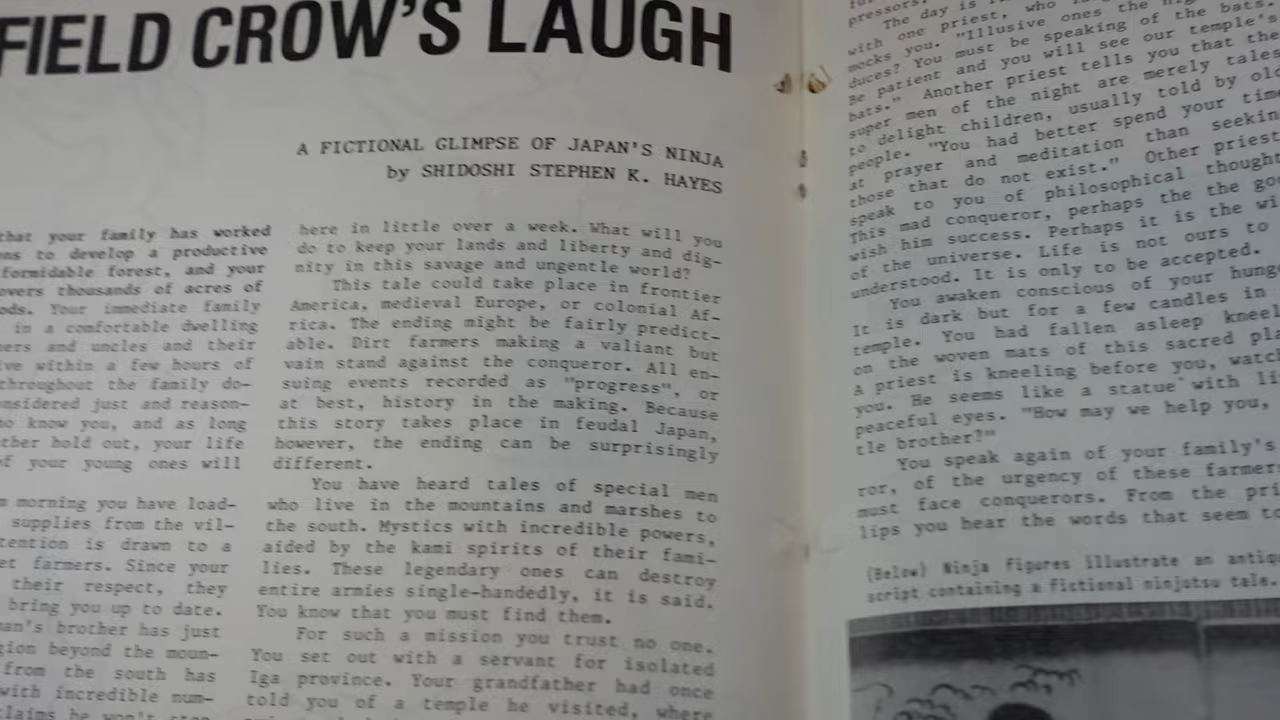 FIELD CROW'S LAUGH
A FICTIONAL GLIMPSE OF JAPAN'S NINJA
by SHIDOSHI STEPHEN K. HAYES
that your family has worked
to develop a productive
formidable forest, and your
thousands of acres of
Your immediate family
in a comfortable dwelling
and uncles and their
within a few hours of
throughout the family do-
just and reason-
know you, and as long
hold out, your life
of your young ones will
morning you have load-
supplies from the vil-
is drawn to a
farmers. Since your
their respect, they
bring you up to date.
brother has just
beyond the moun-
from the south has
with incredible num-
claims he won't stop
here in little over a week. What will you
do to keep your lands and liberty and dig-
nity in this savage and ungentle world?
This tale could take place in frontier
America, medieval Europe, or colonial Af-
rica. The ending might be fairly predict-
able. Dirt farmers making a valiant but
vain stand against the conqueror. All en-
suing events recorded as "progress", or
at best, history in the making. Because
this story takes place in feudal Japan,
however, the ending can be surprisingly
different.
You have heard tales of special men
who live in the mountains and marshes to
the south. Mystics with incredible powers,
aided by the kami spirits of their fami-
lies. These legendary ones can destroy
entire armies single-handedly, it is said.
You know that you must find them.
For such a mission you trust no one.
You set out with a servant for isolated
Iga province. Your grandfather had once
told you of a temple he visited, where
pressors.
The day is
with one priest, who
mocks you. "Illusive ones the
duces? You must be speaking of the bats.
Be patient and you will see our temple's
bats." Another priest tells you that the
super men of the night are merely tales
to delight children, usually told by old
people. "You had better spend your time
at prayer and meditation than seeking
those that do not exist." Other priests
speak to you of philosophical thought
This mad conqueror, perhaps the the
wish him success. Perhaps it is the
of the universe. Life is not ours to
understood. It is only to be accepted.
You awaken conscious of your
It is dark but for a few candles in
temple. You had fallen asleep
on the woven mats of this sacred
A priest is kneeling before you,
you. He seems like a statue with
peaceful eyes. "How may we help you,
tle brother?"
You speak again of your family's
ror, of the urgency of these
must face conquerors. From the
lips you hear the words that seem to
(Below) Ninja figures illustrate an
script containing a fictional ninjutsu tale.